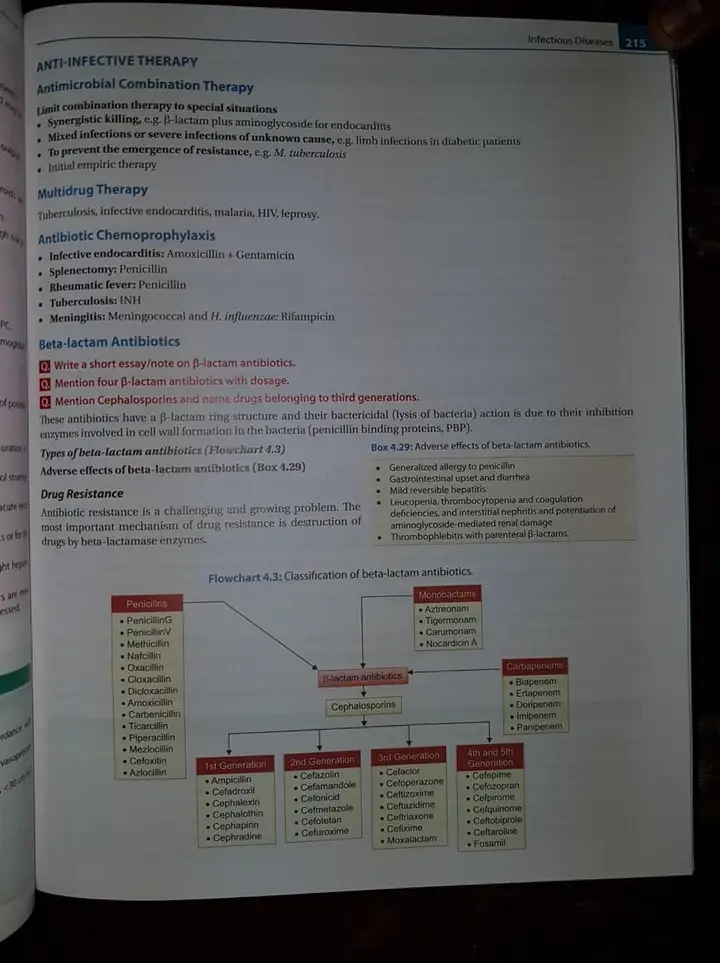 Infectious Diseases 215
ANTI-INFECTIVE THERAPY
Antimicrobial Combination Therapy
Limit combination therapy to special situations
• Synergistic killing, e.g. β-lactam plus aminoglycoside for endocarditis
• Mixed infections or severe infections of unknown cause, e.g. limb infections in diabetic patients
• To prevent the emergence of resistance, e.g. M. tuberculosis
• Initial empiric therapy
Multidrug Therapy
Tuberculosis, infective endocarditis, malaria, HIV, leprosy.
Antibiotic Chemoprophylaxis
• Infective endocarditis: Amoxicillin + Gentamicin
• Splenectomy: Penicillin
• Rheumatic fever: Penicillin
• Tuberculosis: INH
• Meningitis: Meningococcal and H. influenzae: Rifampicin
Beta-lactam Antibiotics
Q. Write a short essay/note on β-lactam antibiotics.
Q. Mention four β-lactam antibiotics with dosage.
Q. Mention Cephalosporins and name drugs belonging to third generations.
These antibiotics have a β-lactam ring structure and their bactericidal (lysis of bacteria) action is due to their inhibition
enzymes involved in cell wall formation in the bacteria (penicillin binding proteins, PBP).
Types of beta-lactam antibiotics (Flowchart 4.3)
Adverse effects of beta-lactam antibiotics (Box 4.29)
Drug Resistance
Antibiotic resistance is a challenging and growing problem. The
most important mechanism of drug resistance is destruction of
drugs by beta-lactamase enzymes.
Box 4.29: Adverse effects of beta-lactam antibiotics.
• Generalized allergy to penicillin
• Gastrointestinal upset and diarrhea
• Mild reversible hepatitis
• Leucopenia, thrombocytopenia and coagulation
deficiencies, and interstitial nephritis and potentiation of
aminoglycoside-mediated renal damage
• Thrombophlebitis with parenteral β-lactams.
Flowchart 4.3: Classification of beta-lactam antibiotics.
Penicillins
• PenicillinG
• PenicillinV
• Methicillin
• Nafcillin
• Oxacillin
• Cloxacillin
• Dicloxacillin
• Amoxicillin
• Carbenicillin
• Ticarcillin
• Piperacillin
• Mezlocillin
• Cefoxitin
• Azlocillin
Monobactams
• Aztreonam
• Tigermonam
• Carumonam
• Nocardicin A
β-lactam antibiotics
Cephalosporins
Carbapenems
• Biapenem
• Ertapenem
• Doripenem
• Imipenem
• Panipenem
1st Generation
• Ampicillin
• Cefadroxil
• Cephalexin
• Cephalothin
• Cephapirin
• Cephradine
2nd Generation
• Cefazolin
• Cefamandole
• Cefonicid
• Cefmetazole
• Cefotetan
• Cefuroxime
3rd Generation
• Cefaclor
• Cefoperazone
• Ceftizoxime
• Ceftazidime
• Ceftriaxone
• Cefixime
• Moxalactam
4th and 5th
Generation
• Cefepime
• Cefozopran
• Cefpirome
• Cefquinome
• Ceftobiprole
• Ceftaroline
• Fosamil